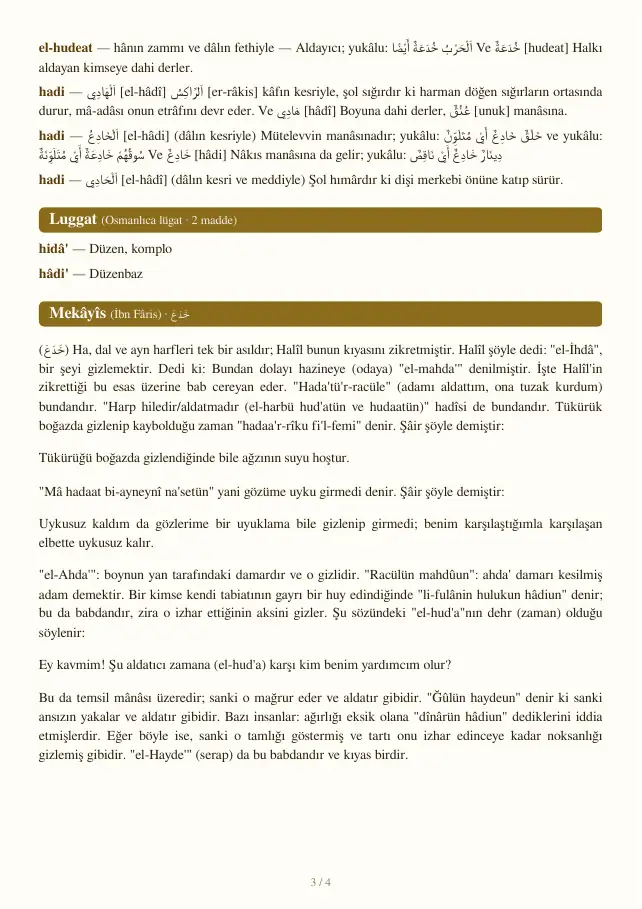 el-hudeat — hânın zammı ve dâlın fethiyle — Aldayıcı; yukâlu: اَلْحَرْبُ خُدَعَةٌ أَيْضًا Ve خُدَعَةٌ [hudeat] Halkı
aldayan kimseye dahi derler.
hadi — اَلْهَادِي [el-hâdî] اَلرَّاكِسُ [er-râkis] kâfın kesriyle, şol sığırdır ki harman döğen sığırların ortasında
durur, mâ-adâsı onun etrâfını devr eder. Ve هَادِي [hâdî] Boyuna dahi derler, عُنُقٌ [unuk] manâsına.
hadi — اَلْخَادِعُ [el-hâdi] (dâlın kesriyle) Mütelevvin manâsınadır; yukâlu: خُلُقٌ خَادِعٌ أَيْ مُتَلَوِّنٌ ve yukâlu:
سُوقُهُمْ خَادِعَةٌ أَيْ مُتَلَوِّنَةٌ Ve خَادِعٌ [hâdi] Nâkıs manâsına da gelir; yukâlu: دِينَارٌ خَادِعٌ أَيْ نَاقِصٌ
hadi — اَلْحَادِي [el-hâdî] (dâlın kesri ve meddiyle) Şol hımârdır ki dişi merkebi önüne katıp sürür.
Luggat (Osmanlıca lügat · 2 madde)
hidâ' — Düzen, komplo
hâdi' — Düzenbaz
Mekâyîs (İbn Fâris) · خَدَعَ
(خَدَعَ) Ha, dal ve ayn harfleri tek bir asıldır; Halîl bunun kıyasını zikretmiştir. Halîl şöyle dedi: "el-İhdâ",
bir şeyi gizlemektir. Dedi ki: Bundan dolayı hazineye (odaya) "el-mahda'" denilmiştir. İşte Halîl'in
zikrettiği bu esas üzerine bab cereyan eder. "Hada'tü'r-racüle" (adamı aldattım, ona tuzak kurdum)
bundandır. "Harp hiledir/aldatmadır (el-harbü hud'atün ve hudaatün)" hadîsi de bundandır. Tükürük
boğazda gizlenip kaybolduğu zaman "hadaa'r-rîku fi'l-femi" denir. Şâir şöyle demiştir:
Tükürüğü boğazda gizlendiğinde bile ağzının suyu hoştur.
"Mâ hadaat bi-ayneynî na'setün" yani gözüme uyku girmedi denir. Şâir şöyle demiştir:
Uykusuz kaldım da gözlerime bir uyuklama bile gizlenip girmedi; benim karşılaştığımla karşılaşan
elbette uykusuz kalır.
"el-Ahda'": boynun yan tarafındaki damardır ve o gizlidir. "Racülün mahdûun": ahda' damarı kesilmiş
adam demektir. Bir kimse kendi tabiatının gayrı bir huy edindiğinde "li-fulânin hulukun hâdiun" denir;
bu da babdandır, zira o izhar ettiğinin aksini gizler. Şu sözündeki "el-hud'a"nın dehr (zaman) olduğu
söylenir:
Ey kavmim! Şu aldatıcı zamana (el-hud'a) karşı kim benim yardımcım olur?
Bu da temsil mânâsı üzeredir; sanki o mağrur eder ve aldatır gibidir. "Ğûlün haydeun" denir ki sanki
ansızın yakalar ve aldatır gibidir. Bazı insanlar: ağırlığı eksik olana "dînârün hâdiun" dediklerini iddia
etmişlerdir. Eğer böyle ise, sanki o tamlığı göstermiş ve tartı onu izhar edinceye kadar noksanlığı
gizlemiş gibidir. "el-Hayde'" (serap) da bu babdandır ve kıyas birdir.
3 / 4